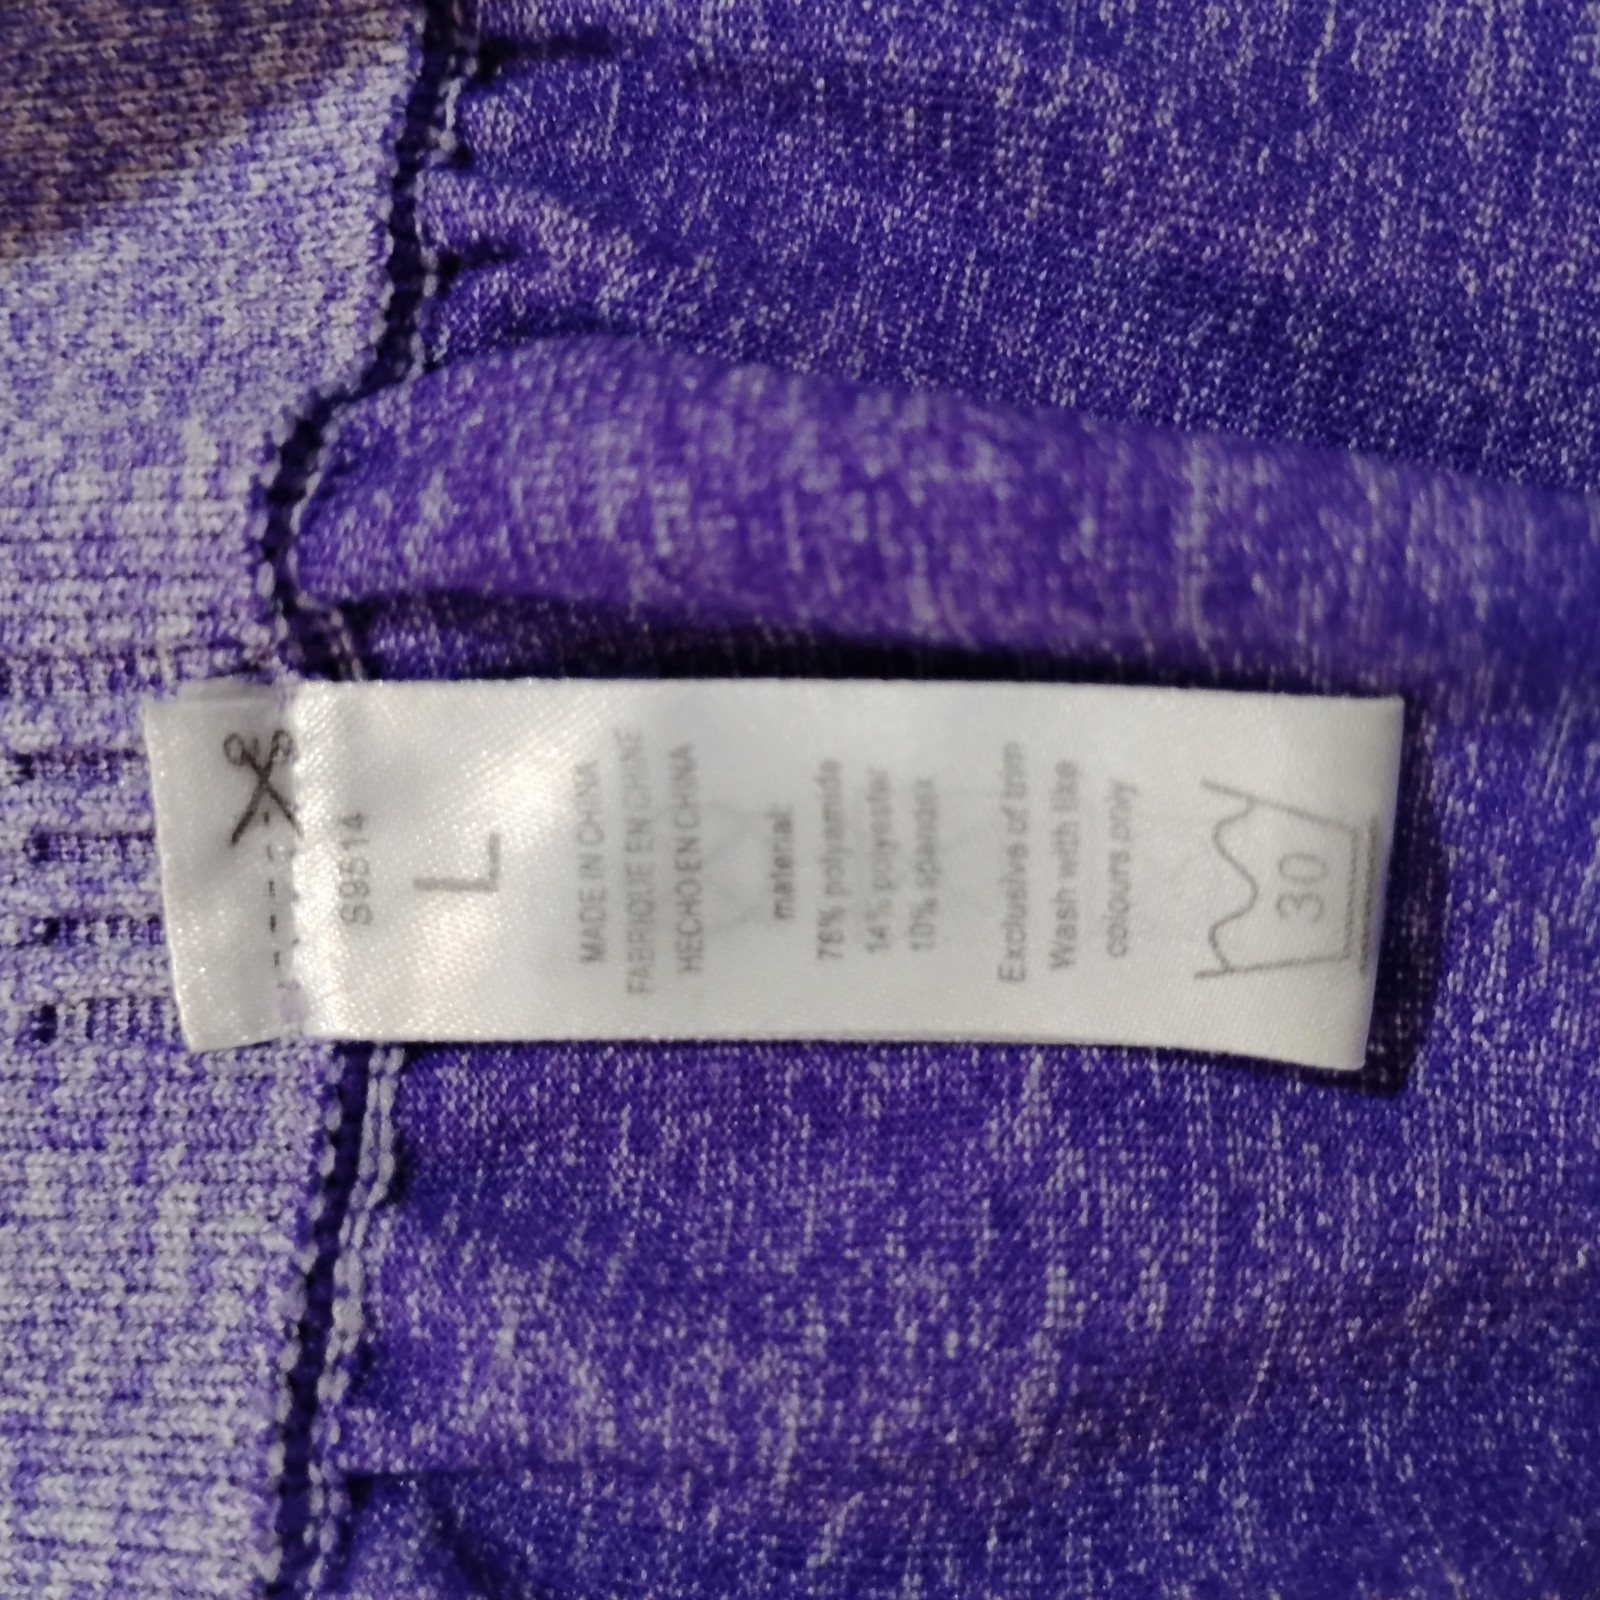 S9514
L
MADE IN CHINA
FABRIQUE EN CHINE
HECHO EN CHINA
material:
76% polyamide
14% polyester
10% spandex
Exclusive of trim
Wash with like
colours only
30